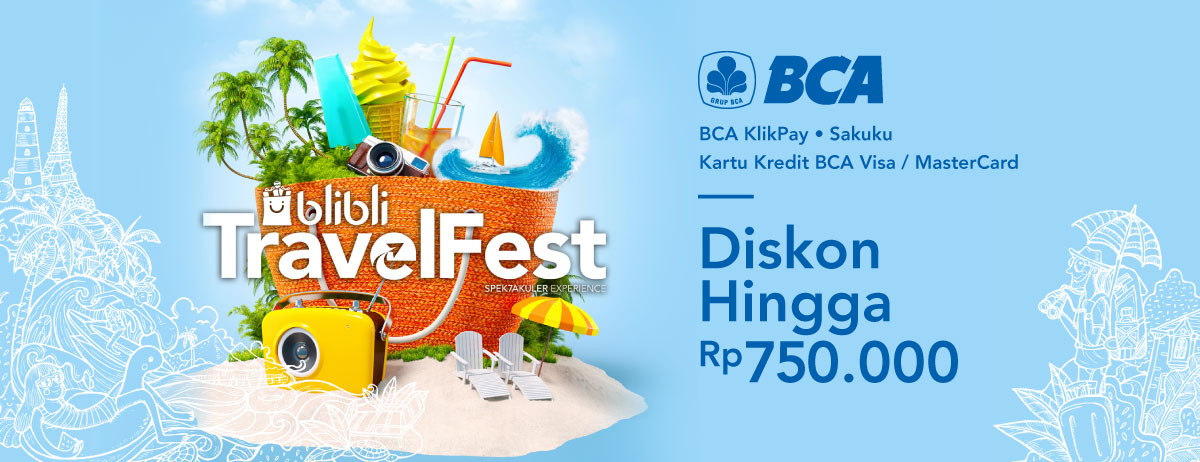 blibli
TravelFest
SPEK7AKULER EXPERIENCE
GRUP BCA
BCA
BCA KlikPay • Sakuku
Kartu Kredit BCA Visa / MasterCard
Diskon
Hingga
Rp750.000